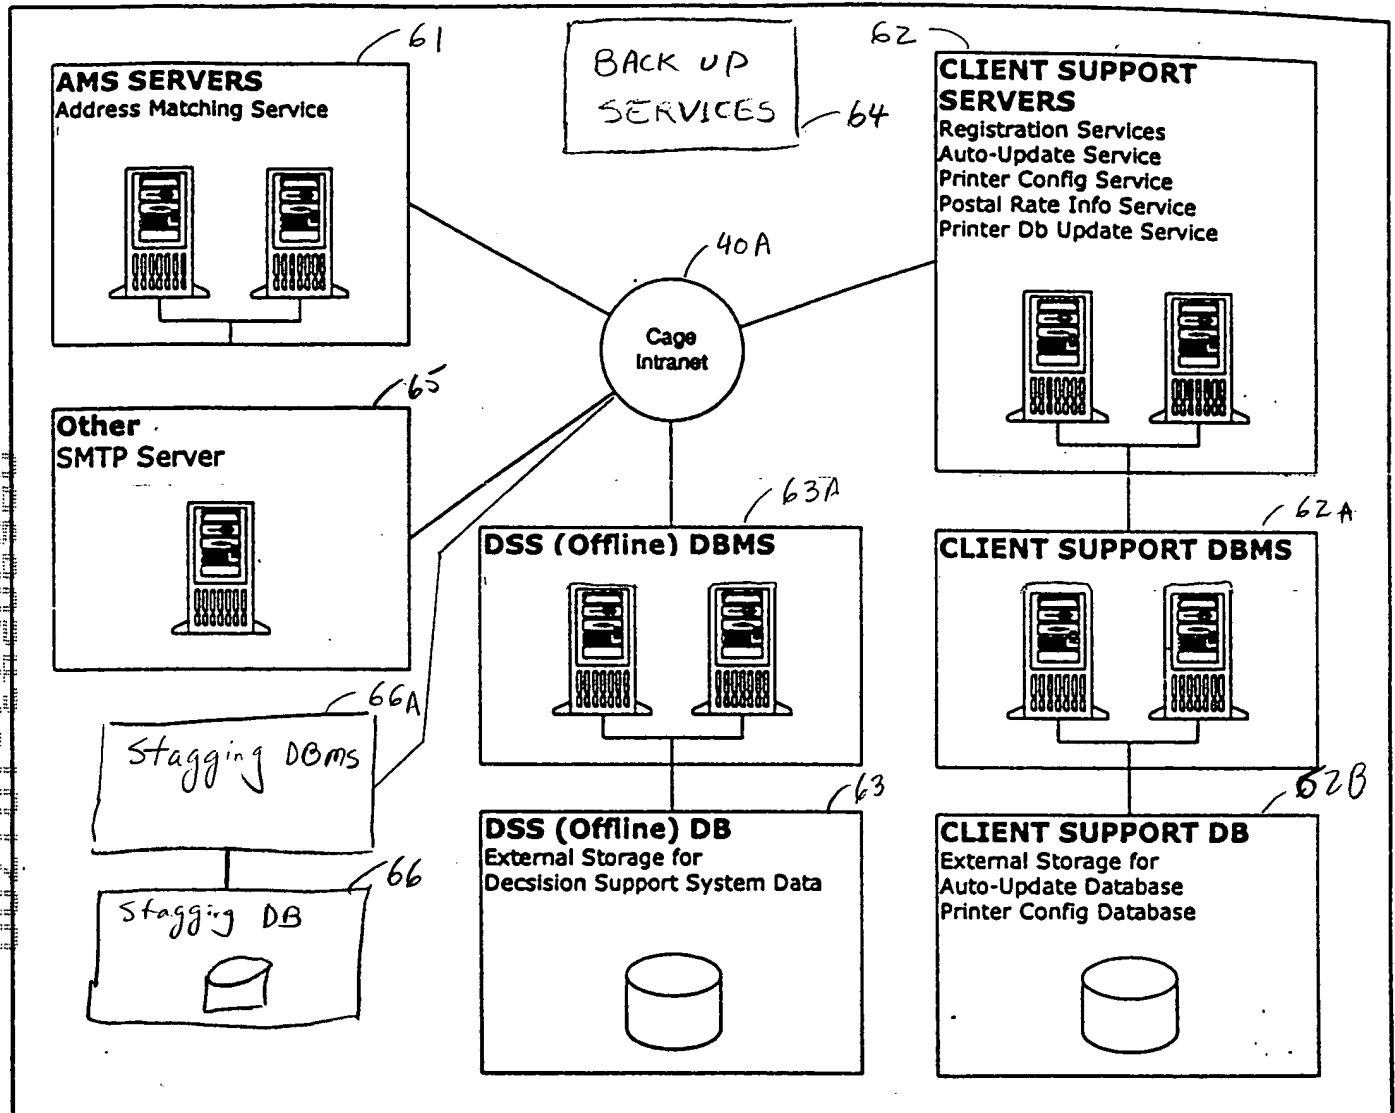 61
AMS SERVERS
Address Matching Service
BACK UP
SERVICES
64
62
CLIENT SUPPORT
SERVERS
Registration Services
Auto-Update Service
Printer Config Service
Postal Rate Info Service
Printer Db Update Service
40A
Cage
Intranet
65
Other
SMTP Server
63A
DSS (Offline) DBMS
62A
CLIENT SUPPORT DBMS
66A
Stagging DBms
66
Stagging DB
63
DSS (Offline) DB
External Storage for
Decsision Support System Data
62B
CLIENT SUPPORT DB
External Storage for
Auto-Update Database
Printer Config Database